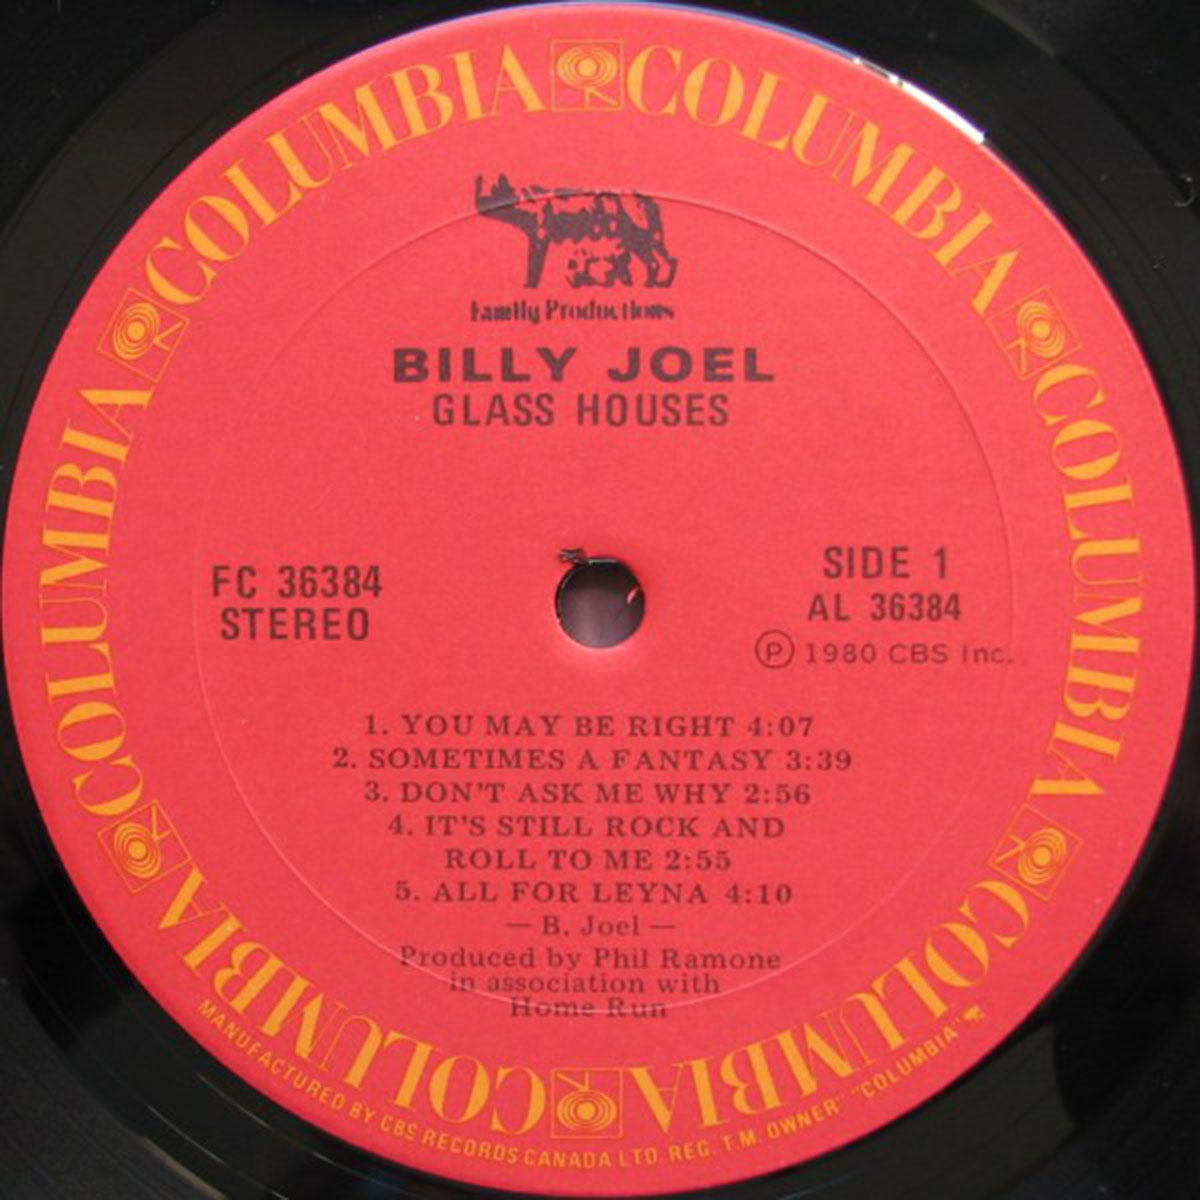 COLUMBIA COLUMBIA COLUMBIA COLUMBIA COLUMBIA COLUMBIA
Family Productions
BILLY JOEL
GLASS HOUSES
FC 36384
STEREO
SIDE 1
AL 36384
Ⓟ 1980 CBS Inc.
1. YOU MAY BE RIGHT 4:07
2. SOMETIMES A FANTASY 3:39
3. DON'T ASK ME WHY 2:56
4. IT'S STILL ROCK AND
ROLL TO ME 2:55
5. ALL FOR LEYNA 4:10
— B. Joel —
Produced by Phil Ramone
in association with
Home Run
MANUFACTURED BY CBS RECORDS CANADA LTD. REG. T.M. OWNER" "COLUMBIA"